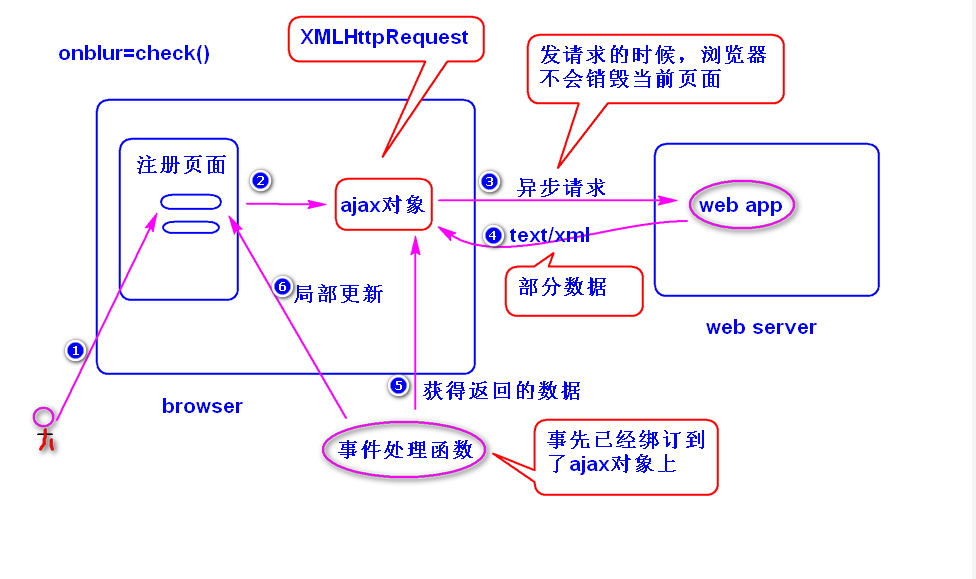 XMLHttpRequest
onblur=check()
发请求的时候，浏览器
不会销毁当前页面
注册页面
②
ajax对象
③
异步请求
web app
④
text/xml
部分数据
⑥
局部更新
web server
①
⑤
获得返回的数据
browser
事件处理函数
事先已经绑订到
了ajax对象上